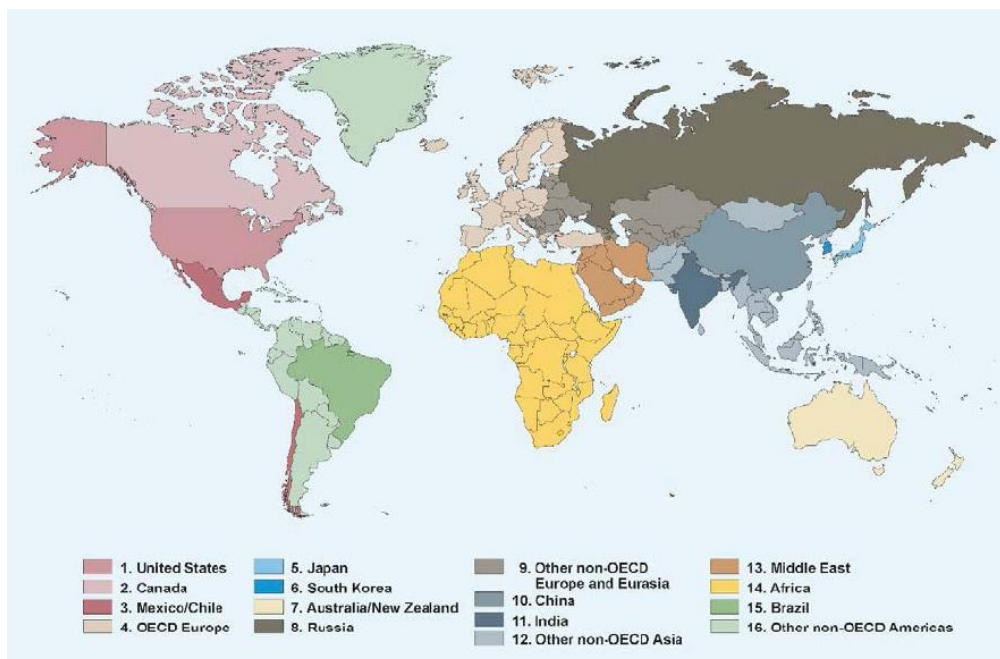 1. United States
2. Canada
3. Mexico/Chile
4. OECD Europe
5. Japan
6. South Korea
7. Australia/New Zealand
8. Russia
9. Other non-OECD
Europe and Eurasia
10. China
11. India
12. Other non-OECD Asia
13. Middle East
14. Africa
15. Brazil
16. Other non-OECD Americas